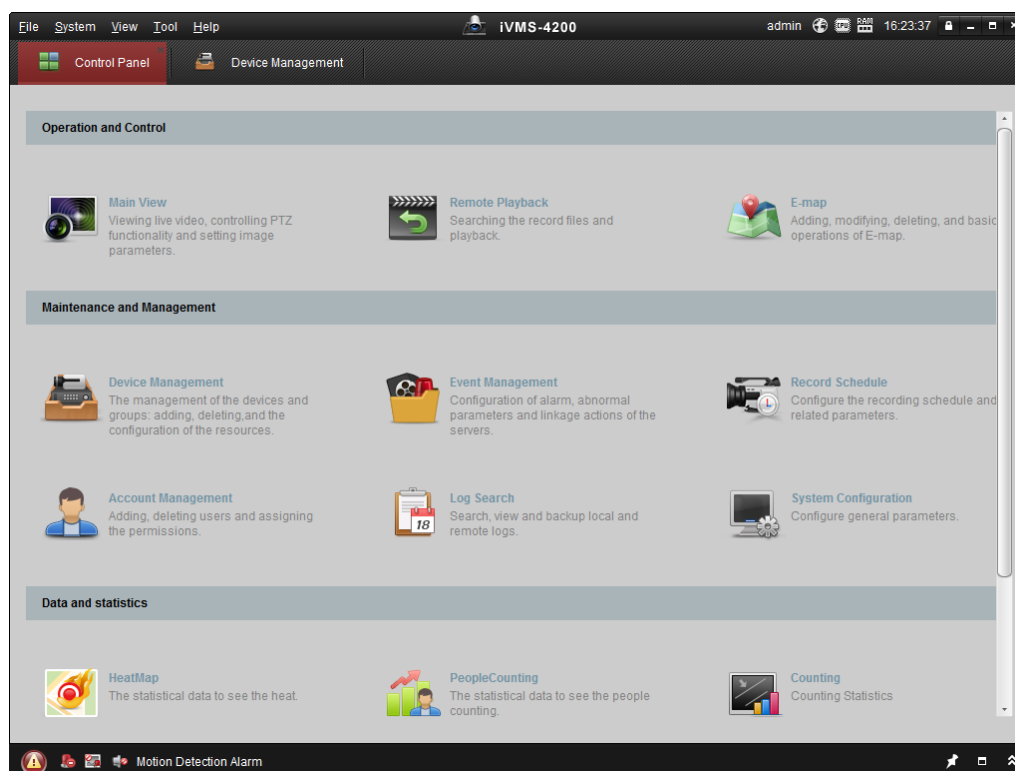 File System View Tool Help iVMS-4200 admin CPU RAM 16:23:37
Control Panel Device Management
Operation and Control
Main View
Viewing live video, controlling PTZ
functionality and setting image
parameters.
Remote Playback
Searching the record files and
playback.
E-map
Adding, modifying, deleting, and basic
operations of E-map.
Maintenance and Management
Device Management
The management of the devices and
groups: adding, deleting,and the
configuration of the resources.
Event Management
Configuration of alarm, abnormal
parameters and linkage actions of the
servers.
Record Schedule
Configure the recording schedule and
related parameters.
Account Management
Adding, deleting users and assigning
the permissions.
18
Log Search
Search, view and backup local and
remote logs.
System Configuration
Configure general parameters.
Data and statistics
HeatMap
The statistical data to see the heat.
PeopleCounting
The statistical data to see the people
counting.
Counting
Counting Statistics
Motion Detection Alarm